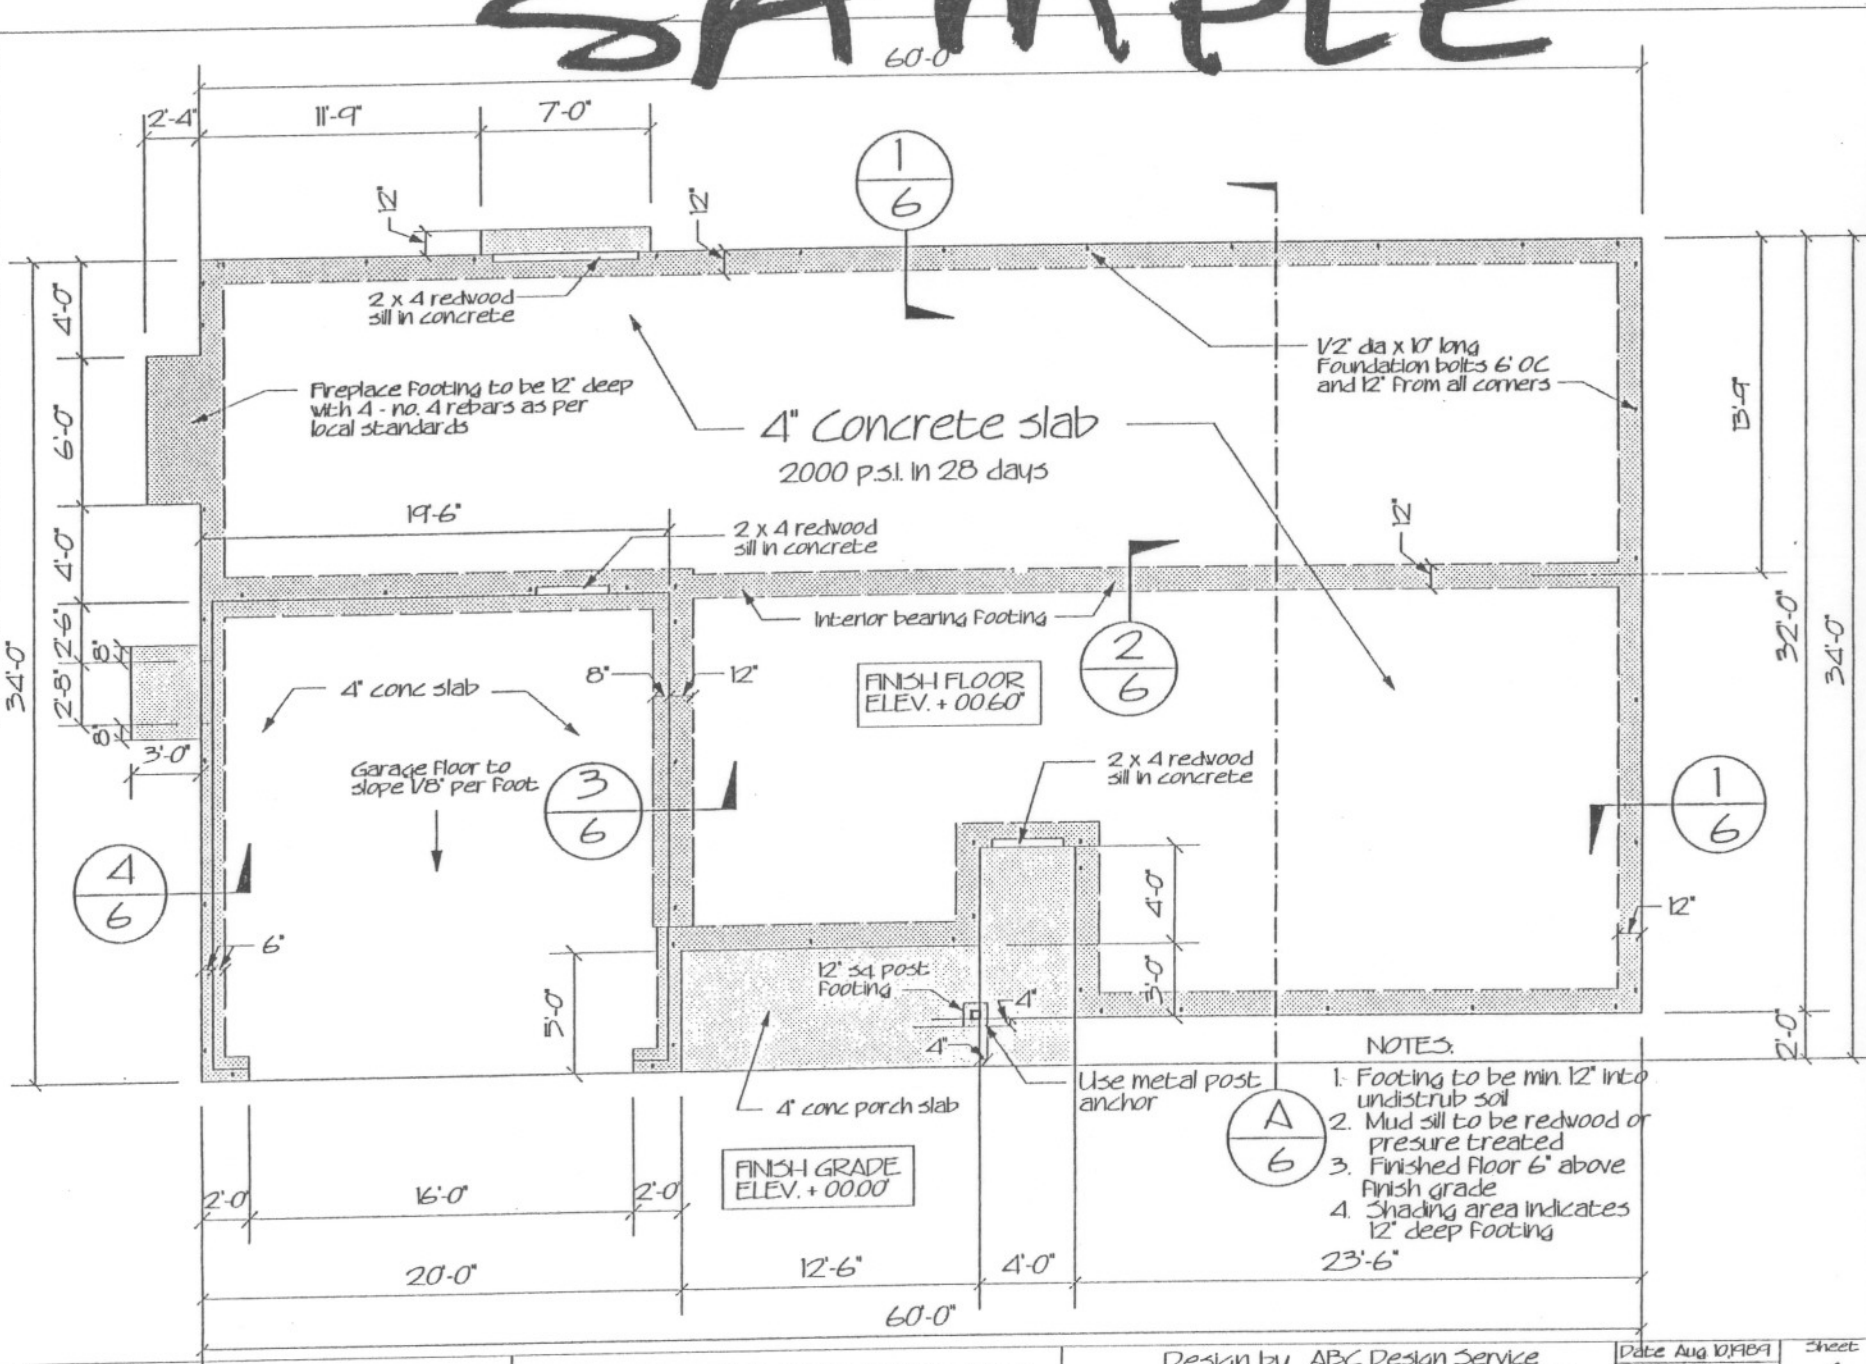 SAMPLE
60'-0"
2'-4"
11'-9"
7'-0"
1
6
12"
12"
2 x 4 redwood
sill in concrete
4'-0"
1/2" dia x 10" long
Foundation bolts 6' OC
and 12" from all corners
Fireplace footing to be 12" deep
with 4 - no. 4 rebars as per
local standards
4" Concrete slab
2000 p.s.i. in 28 days
6'-0"
13'-9"
19'-6"
2 x 4 redwood
sill in concrete
12"
4'-0"
Interior bearing footing
2
6
2'-6"
8"
2'-8"
8"
3'-0"
34'-0"
32'-0"
34'-0"
4" conc slab
8"
12"
FINISH FLOOR
ELEV. + 00.60"
Garage floor to
slope 1/8" per foot
3
6
2 x 4 redwood
sill in concrete
1
6
4
6
6"
4'-0"
12"
5'-0"
12" sq post
footing
4"
4"
3'-0"
2'-0"
4" conc porch slab
Use metal post
anchor
A
6
NOTES:
1. Footing to be min. 12" into
undistrub soil
2. Mud sill to be redwood or
presure treated
3. Finished floor 6" above
finish grade
4. Shading area indicates
12" deep footing
FINISH GRADE
ELEV. + 00.00'
2'-0"
16'-0"
2'-0"
20'-0"
12'-6"
4'-0"
23'-6"
60'-0"
Design by ABC Design Service
Date Aug 10,1989
Sheet